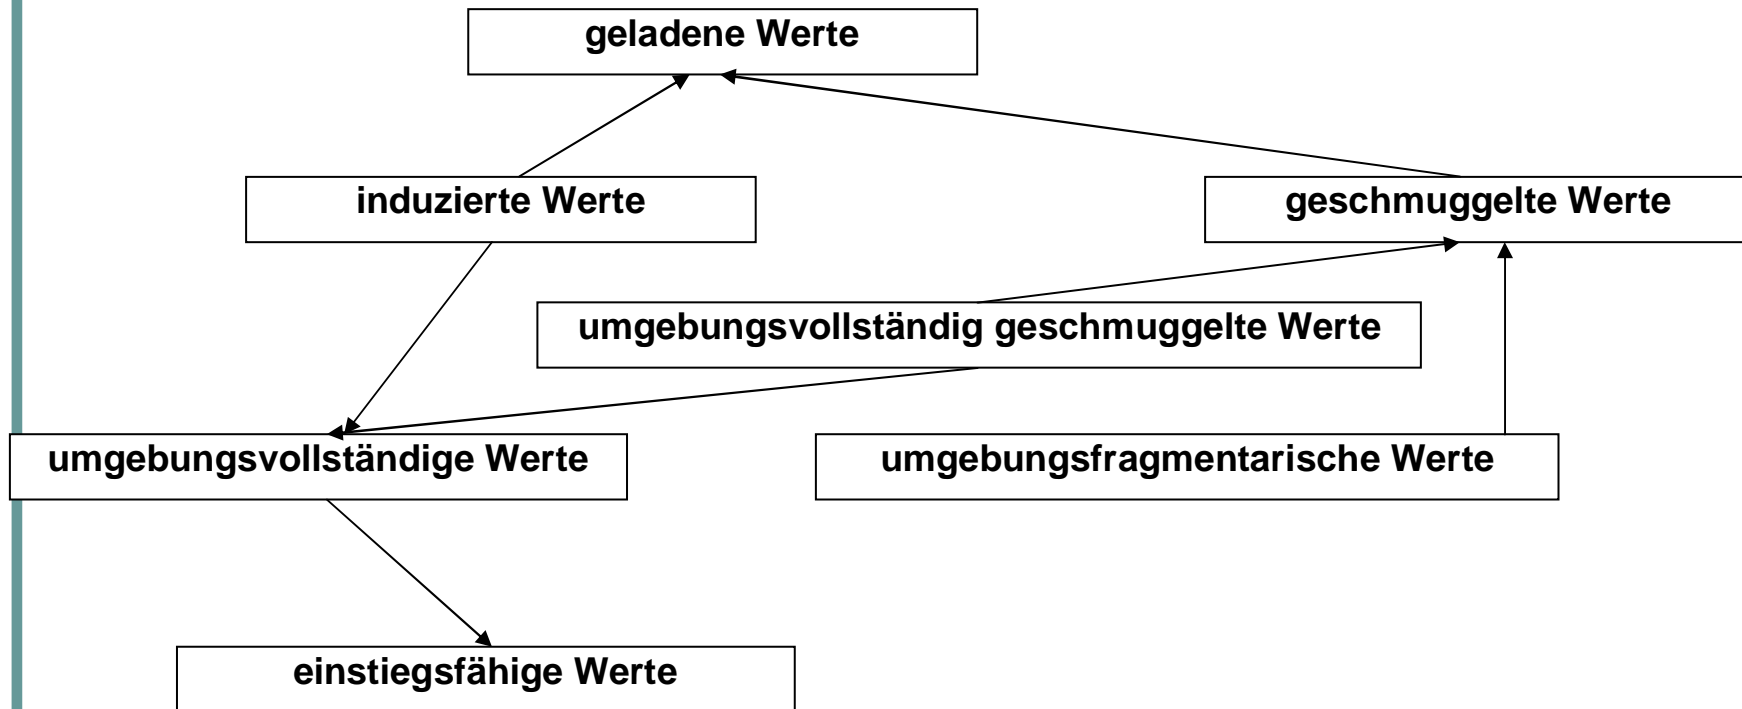 geladene Werte
induzierte Werte
geschmuggelte Werte
umgebungsvollständig geschmuggelte Werte
umgebungsvollständige Werte
umgebungsfragmentarische Werte
einstiegsfähige Werte